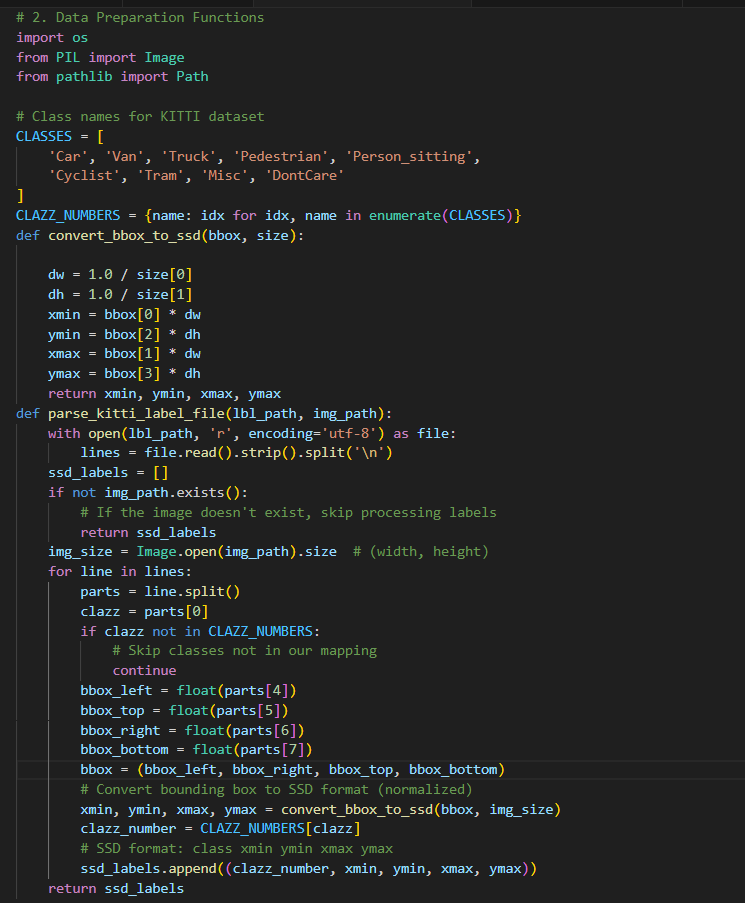 # 2. Data Preparation Functions
import os
from PIL import Image
from pathlib import Path
# Class names for KITTI dataset
CLASSES = [
    'Car', 'Van', 'Truck', 'Pedestrian', 'Person_sitting',
    'Cyclist', 'Tram', 'Misc', 'DontCare'
]
CLAZZ_NUMBERS = {name: idx for idx, name in enumerate(CLASSES)}
def convert_bbox_to_ssd(bbox, size):
    dw = 1.0 / size[0]
    dh = 1.0 / size[1]
    xmin = bbox[0] * dw
    ymin = bbox[2] * dh
    xmax = bbox[1] * dw
    ymax = bbox[3] * dh
    return xmin, ymin, xmax, ymax
def parse_kitti_label_file(lbl_path, img_path):
    with open(lbl_path, 'r', encoding='utf-8') as file:
        lines = file.read().strip().split('\n')
    ssd_labels = []
    if not img_path.exists():
        # If the image doesn't exist, skip processing labels
        return ssd_labels
    img_size = Image.open(img_path).size  # (width, height)
    for line in lines:
        parts = line.split()
        clazz = parts[0]
        if clazz not in CLAZZ_NUMBERS:
            # Skip classes not in our mapping
            continue
        bbox_left = float(parts[4])
        bbox_top = float(parts[5])
        bbox_right = float(parts[6])
        bbox_bottom = float(parts[7])
        bbox = (bbox_left, bbox_right, bbox_top, bbox_bottom)
        # Convert bounding box to SSD format (normalized)
        xmin, ymin, xmax, ymax = convert_bbox_to_ssd(bbox, img_size)
        clazz_number = CLAZZ_NUMBERS[clazz]
        # SSD format: class xmin ymin xmax ymax
        ssd_labels.append((clazz_number, xmin, ymin, xmax, ymax))
    return ssd_labels